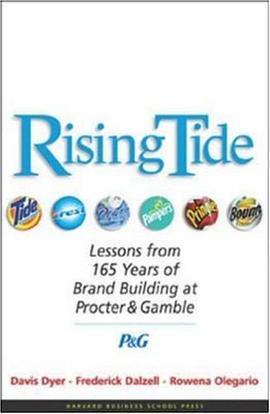 Rising Tide
Tide
Crest
Pampers
Pringles
Bounty
Lessons from
165 Years of
Brand Building at
Procter & Gamble
P&G
Davis Dyer - Frederick Dalzell - Rowena Olegario
HARVARD BUSINESS SCHOOL PRESS